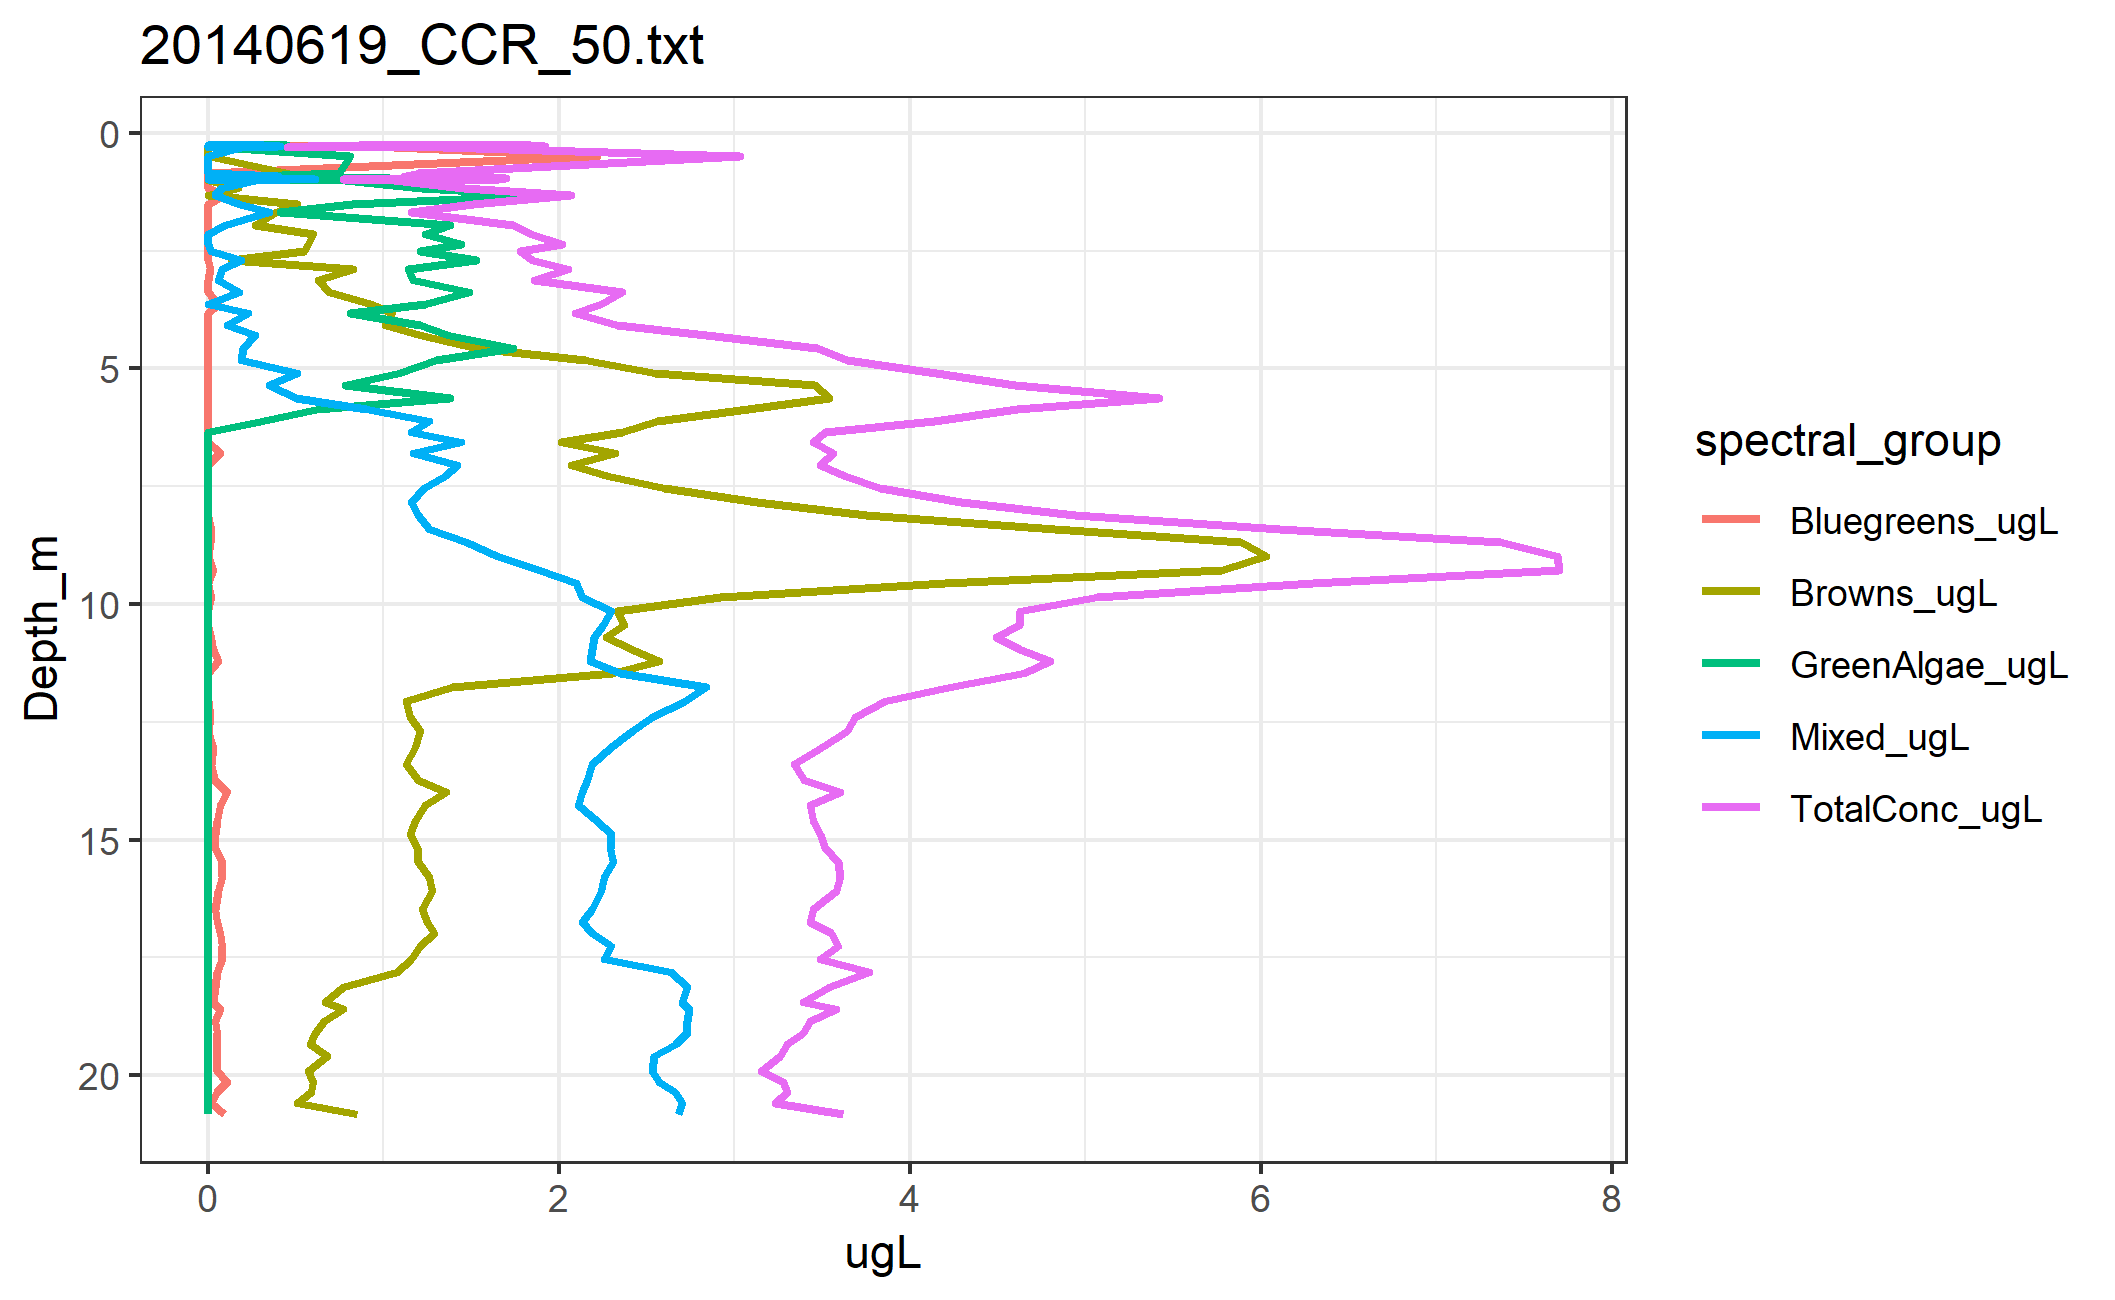 20140619_CCR_50.txt
0
5
10
15
20
Depth_m
0 2 4 6 8
ugL
spectral_group
Bluegreens_ugL
Browns_ugL
GreenAlgae_ugL
Mixed_ugL
TotalConc_ugL